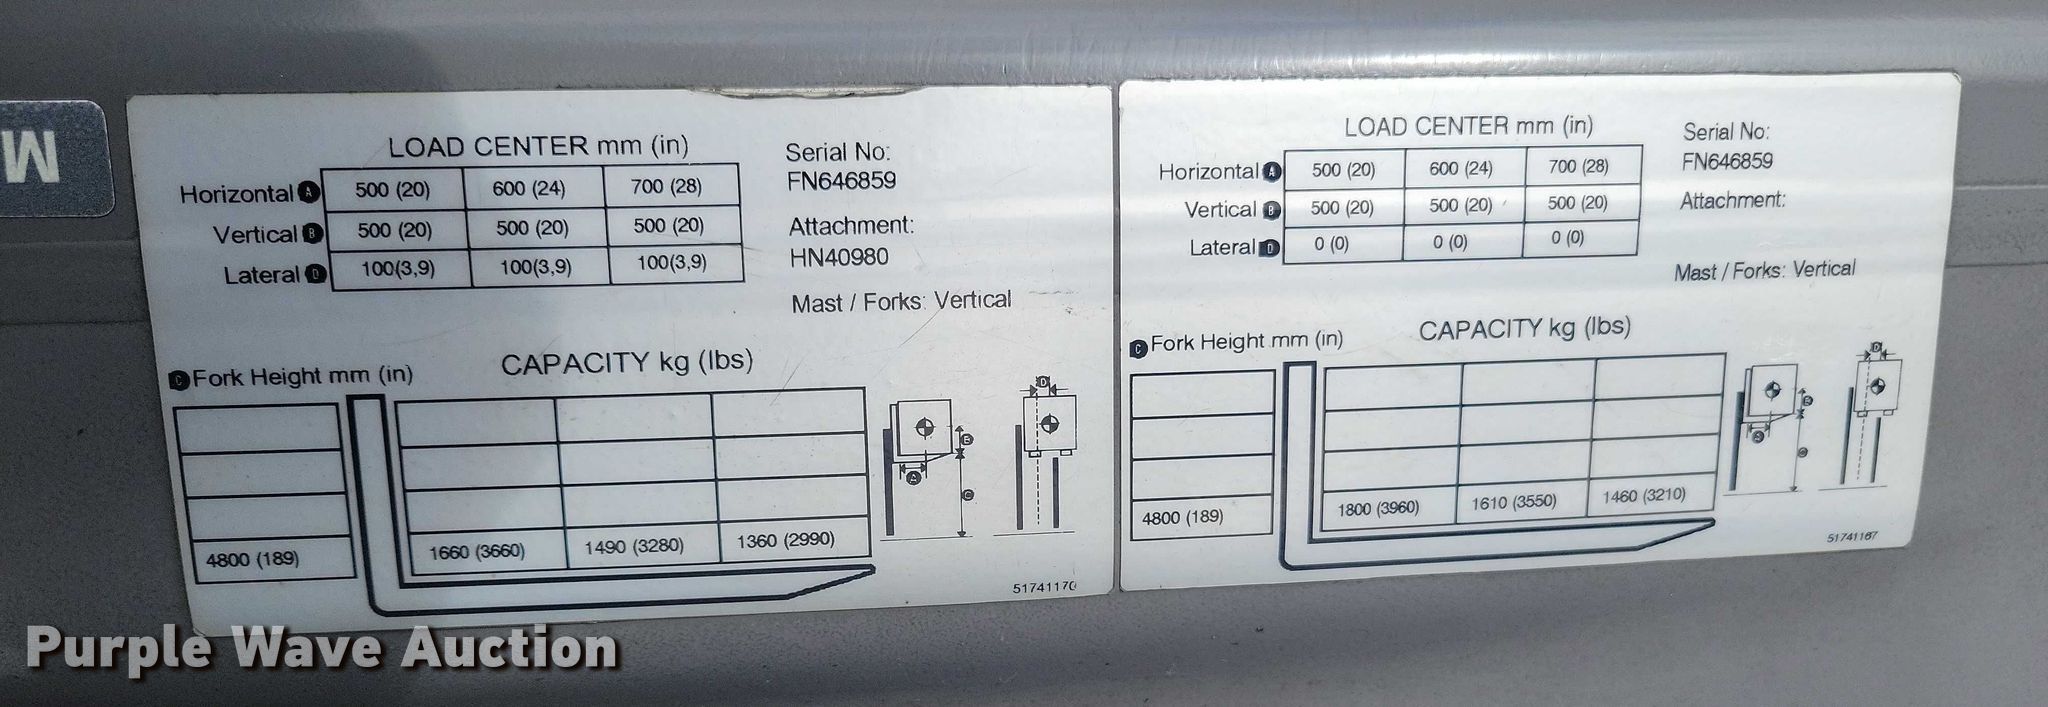 M
LOAD CENTER mm (in)
Horizontal A 500 (20) 600 (24) 700 (28)
Vertical B 500 (20) 500 (20) 500 (20)
Lateral D 100(3,9) 100(3,9) 100(3,9)
Serial No:
FN646859
Attachment:
HN40980
Mast / Forks: Vertical
CAPACITY kg (lbs)
C Fork Height mm (in)
4800 (189) 1660 (3660) 1490 (3280) 1360 (2990)
D
B
A
C
51741170
LOAD CENTER mm (in)
Horizontal A 500 (20) 600 (24) 700 (28)
Vertical B 500 (20) 500 (20) 500 (20)
Lateral D 0 (0) 0 (0) 0 (0)
Serial No:
FN646859
Attachment:
Mast / Forks: Vertical
CAPACITY kg (lbs)
C Fork Height mm (in)
4800 (189) 1800 (3960) 1610 (3550) 1460 (3210)
D
B
A
C
51741167
Purple Wave Auction